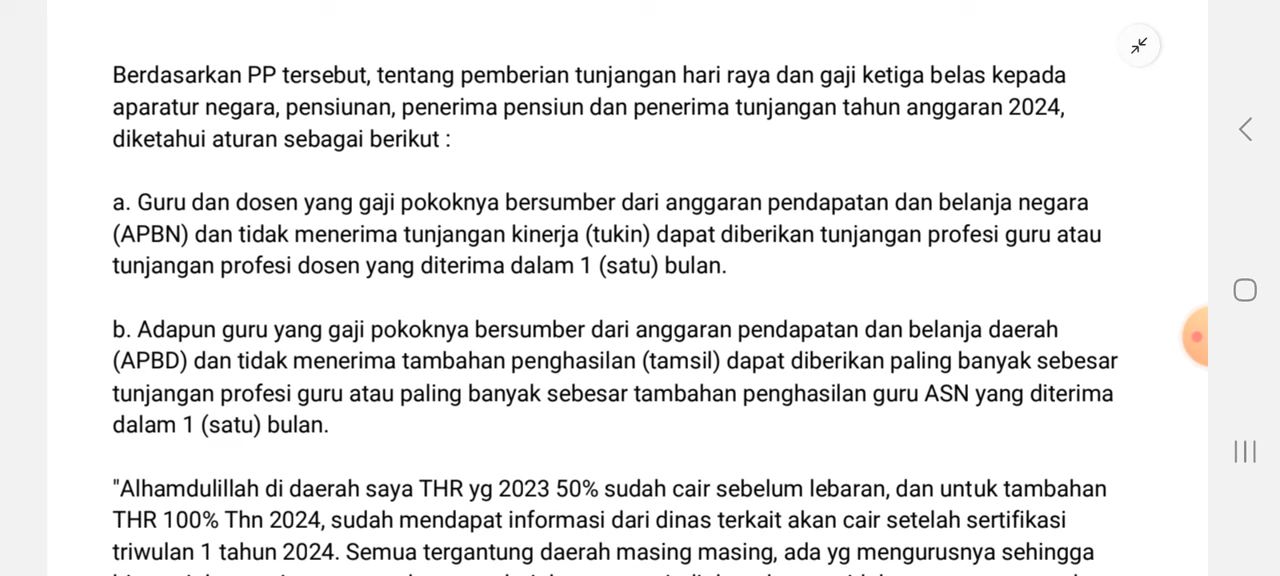 Berdasarkan PP tersebut, tentang pemberian tunjangan hari raya dan gaji ketiga belas kepada
aparatur negara, pensiunan, penerima pensiun dan penerima tunjangan tahun anggaran 2024,
diketahui aturan sebagai berikut :
a. Guru dan dosen yang gaji pokoknya bersumber dari anggaran pendapatan dan belanja negara
(APBN) dan tidak menerima tunjangan kinerja (tukin) dapat diberikan tunjangan profesi guru atau
tunjangan profesi dosen yang diterima dalam 1 (satu) bulan.
b. Adapun guru yang gaji pokoknya bersumber dari anggaran pendapatan dan belanja daerah
(APBD) dan tidak menerima tambahan penghasilan (tamsil) dapat diberikan paling banyak sebesar
tunjangan profesi guru atau paling banyak sebesar tambahan penghasilan guru ASN yang diterima
dalam 1 (satu) bulan.
"Alhamdulillah di daerah saya THR yg 2023 50% sudah cair sebelum lebaran, dan untuk tambahan
THR 100% Thn 2024, sudah mendapat informasi dari dinas terkait akan cair setelah sertifikasi
triwulan 1 tahun 2024. Semua tergantung daerah masing masing, ada yg mengurusnya sehingga